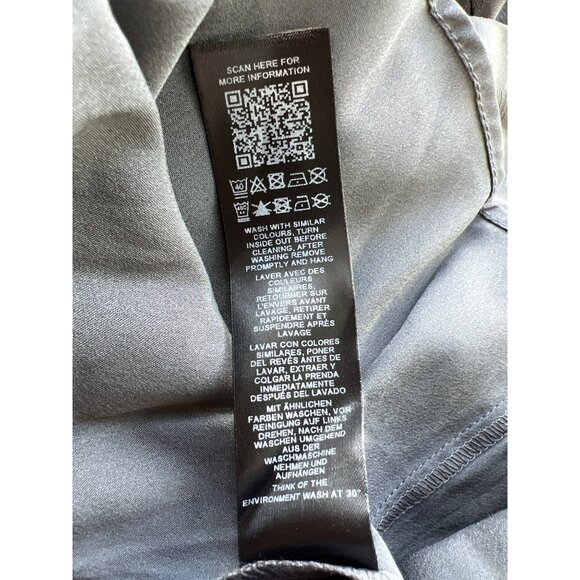 SCAN HERE FOR
MORE INFORMATION
40
WASH WITH SIMILAR
COLOURS, TURN
INSIDE OUT BEFORE
CLEANING, AFTER
WASHING REMOVE
PROMPTLY AND HANG
LAVER AVEC DES
COULEURS
SIMILAIRES,
RETOURNER SUR
L'ENVERS AVANT
LAVAGE, RETIRER
RAPIDEMENT ET
SUSPENDRE APRÈS
LAVAGE
LAVAR CON COLORES
SIMILARES, PONER
DEL REVÉS ANTES DE
LAVAR, EXTRAER Y
COLGAR LA PRENDA
INMEDIATAMENTE
DESPUÉS DEL LAVADO
MIT ÄHNLICHEN
FARBEN WASCHEN, VOR
REINIGUNG AUF LINKS
DREHEN, NACH DEM
WASCHEN UMGEHEND
AUS DER
WASCHMASCHINE
NEHMEN UND
AUFHÄNGEN
THINK OF THE
ENVIRONMENT WASH AT 30°